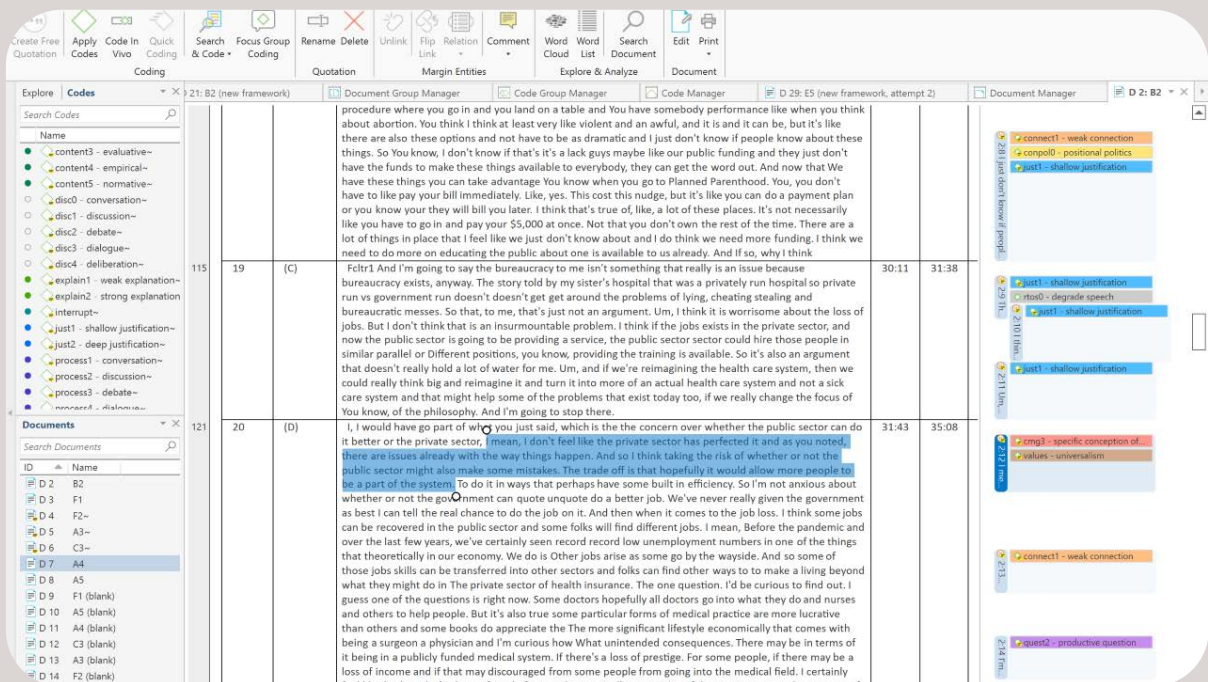 Create Free Quotation
Apply Codes
Code In Vivo
Quick Coding
Search & Code
Focus Group Coding
Rename
Delete
Unlink
Flip Link
Relation
Comment
Word Cloud
Word List
Search Document
Edit
Print
Coding
Quotation
Margin Entities
Explore & Analyze
Document
Explore
Codes
21: B2 (new framework)
Document Group Manager
Code Group Manager
Code Manager
D 29: E5 (new framework, attempt 2)
Document Manager
D 2: B2
Search Codes
Name
content3 - evaluative~
content4 - empirical~
content5 - normative~
disc0 - conversation~
disc1 - discussion~
disc2 - debate~
disc3 - dialogue~
disc4 - deliberation~
explain1 - weak explanation~
explain2 - strong explanation
interrupt~
just1 - shallow justification~
just2 - deep justification~
process1 - conversation~
process2 - discussion~
process3 - debate~
process4 - dialogue~
Documents
Search Documents
ID Name
D 2 B2
D 3 F1
D 4 F2~
D 5 A3~
D 6 C3~
D 7 A4
D 8 A5
D 9 F1 (blank)
D 10 A5 (blank)
D 11 A4 (blank)
D 12 C3 (blank)
D 13 A3 (blank)
D 14 F2 (blank)
procedure where you go in and you land on a table and You have somebody performance like when you think
about abortion. You think I think at least very like violent and an awful, and it is and it can be, but it's like
there are also these options and not have to be as dramatic and I just don't know if people know about these
things. So You know, I don't know if that's it's a lack guys maybe like our public funding and they just don't
have the funds to make these things available to everybody, they can get the word out. And now that We
have these things you can take advantage You know when you go to Planned Parenthood. You, you don't
have to like pay your bill immediately. Like, yes. This cost this nudge, but it's like you can do a payment plan
or you know your they will bill you later. I think that's true of, like, a lot of these places. It's not necessarily
like you have to go in and pay your $5,000 at once. Not that you don't own the rest of the time. There are a
lot of things in place that I feel like we just don't know about and I do think we need more funding. I think we
need to do more on educating the public about one is available to us already. And If so, why I think
115 19 (C) 30:11 31:38
Fcltr1 And I'm going to say the bureaucracy to me isn't something that really is an issue because
bureaucracy exists, anyway. The story told by my sister's hospital that was a privately run hospital so private
run vs government run doesn't doesn't get get around the problems of lying, cheating stealing and
bureaucratic messes. So that, to me, that's just not an argument. Um, I think it is worrisome about the loss of
jobs. But I don't think that is an insurmountable problem. I think if the jobs exists in the private sector, and
now the public sector is going to be providing a service, the public sector sector could hire those people in
similar parallel or Different positions, you know, providing the training is available. So it's also an argument
that doesn't really hold a lot of water for me. Um, and if we're reimagining the health care system, then we
could really think big and reimagine it and turn it into more of an actual health care system and not a sick
care system and that might help some of the problems that exist today too, if we really change the focus of
You know, of the philosophy. And I'm going to stop there.
121 20 (D) 31:43 35:08
I, I would have go part of what you just said, which is the the concern over whether the public sector can do
it better or the private sector, I mean, I don't feel like the private sector has perfected it and as you noted,
there are issues already with the way things happen. And so I think taking the risk of whether or not the
public sector might also make some mistakes. The trade off is that hopefully it would allow more people to
be a part of the system. To do it in ways that perhaps have some built in efficiency. So I'm not anxious about
whether or not the government can quote unquote do a better job. We've never really given the government
as best I can tell the real chance to do the job on it. And then when it comes to the job loss. I think some jobs
can be recovered in the public sector and some folks will find different jobs. I mean, Before the pandemic and
over the last few years, we've certainly seen record record low unemployment numbers in one of the things
that theoretically in our economy. We do is Other jobs arise as some go by the wayside. And so some of
those jobs skills can be transferred into other sectors and folks can find other ways to to make a living beyond
what they might do in The private sector of health insurance. The one question. I'd be curious to find out. I
guess one of the questions is right now. Some doctors hopefully all doctors go into what they do and nurses
and others to help people. But it's also true some particular forms of medical practice are more lucrative
than others and some books do appreciate the The more significant lifestyle economically that comes with
being a surgeon a physician and I'm curious how What unintended consequences. There may be in terms of
it being in a publicly funded medical system. If there's a loss of prestige. For some people, if there may be a
loss of income and if that may discouraged from some people from going into the medical field. I certainly
2:8 I just don't know if peopl...
connect1 - weak connection
conpol0 - positional politics
just1 - shallow justification
2:9 Th...
just1 - shallow justification
rtos0 - degrade speech
2:10 I thin...
just1 - shallow justification
2:11 Um,...
just1 - shallow justification
2:12 I me...
cmg3 - specific conception of...
values - universalism
2:13...
connect1 - weak connection
2:14 I'm...
quest2 - productive question